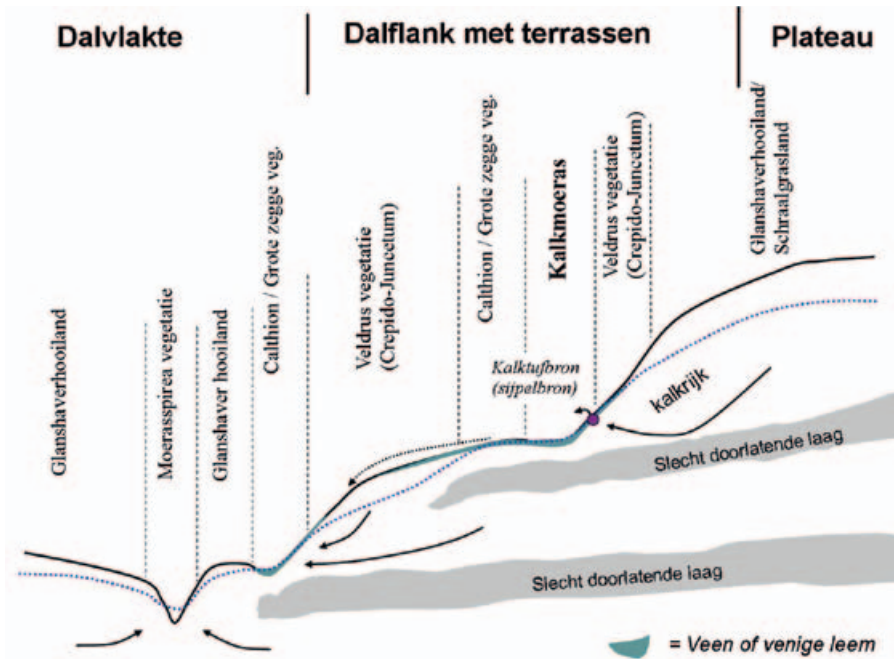 Dalvlakte
Dalflank met terrassen
Plateau
Glanshaverhooiland
Moerasspirea vegetatie
Glanshaver hooiland
Calthion / Grote zegge veg.
Veldrus vegetatie
(Crepido-Juncetum)
Calthion / Grote zegge veg.
Kalkmoeras
Veldrus vegetatie
(Crepido-Juncetum)
Glanshaverhooiland/
Schraalgrasland
Kalktufbron
(sijpelbron)
kalkrijk
Slecht doorlatende laag
Slecht doorlatende laag
= Veen of venige leem